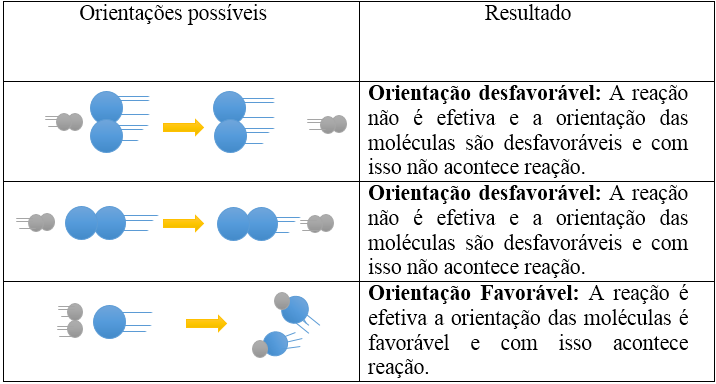 Orientações possíveis
Resultado
Orientação desfavorável: A reação
não é efetiva e a orientação das
moléculas são desfavoráveis e com
isso não acontece reação.
Orientação desfavorável: A reação
não é efetiva e a orientação das
moléculas são desfavoráveis e com
isso não acontece reação.
Orientação Favorável: A reação é
efetiva a orientação das moléculas é
favorável e com isso acontece
reação.